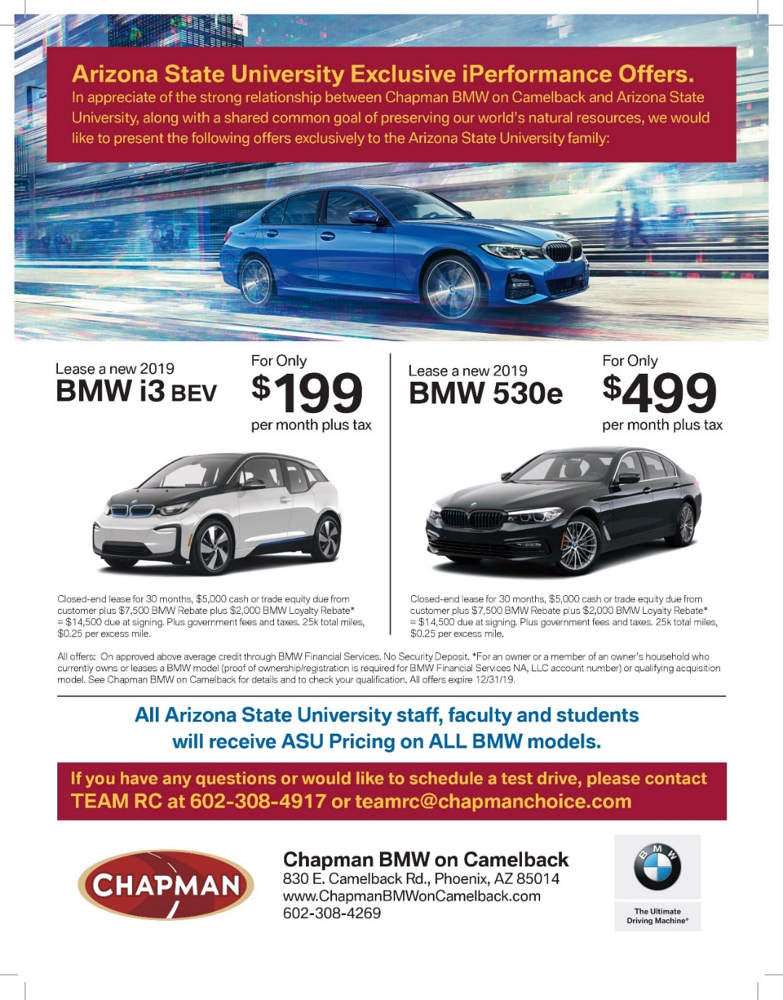 Arizona State University Exclusive iPerformance Offers.
In appreciate of the strong relationship between Chapman BMW on Camelback and Arizona State
University, along with a shared common goal of preserving our world's natural resources, we would
like to present the following offers exclusively to the Arizona State University family:
Lease a new 2019
BMW i3 BEV
For Only
$199
per month plus tax
Lease a new 2019
BMW 530e
For Only
$499
per month plus tax
Closed-end lease for 30 months, $5,000 cash or trade equity due from
customer plus $7,500 BMW Rebate plus $2,000 BMW Loyalty Rebate*
= $14,500 due at signing. Plus government fees and taxes. 25k total miles,
$0.25 per excess mile.
Closed-end lease for 30 months, $5,000 cash or trade equity due from
customer plus $7,500 BMW Rebate plus $2,000 BMW Loyalty Rebate*
= $14,500 due at signing. Plus government fees and taxes. 25k total miles,
$0.25 per excess mile.
All offers: On approved above average credit through BMW Financial Services. No Security Deposit. *For an owner or a member of an owner's household who
currently owns or leases a BMW model (proof of ownership/registration is required for BMW Financial Services NA, LLC account number) or qualifying acquisition
model. See Chapman BMW on Camelback for details and to check your qualification. All offers expire 12/31/19.
All Arizona State University staff, faculty and students
will receive ASU Pricing on ALL BMW models.
If you have any questions or would like to schedule a test drive, please contact
TEAM RC at 602-308-4917 or teamrc@chapmanchoice.com
CHAPMAN
Chapman BMW on Camelback
830 E. Camelback Rd., Phoenix, AZ 85014
www.ChapmanBMWonCamelback.com
602-308-4269
BMW
The Ultimate
Driving Machine®